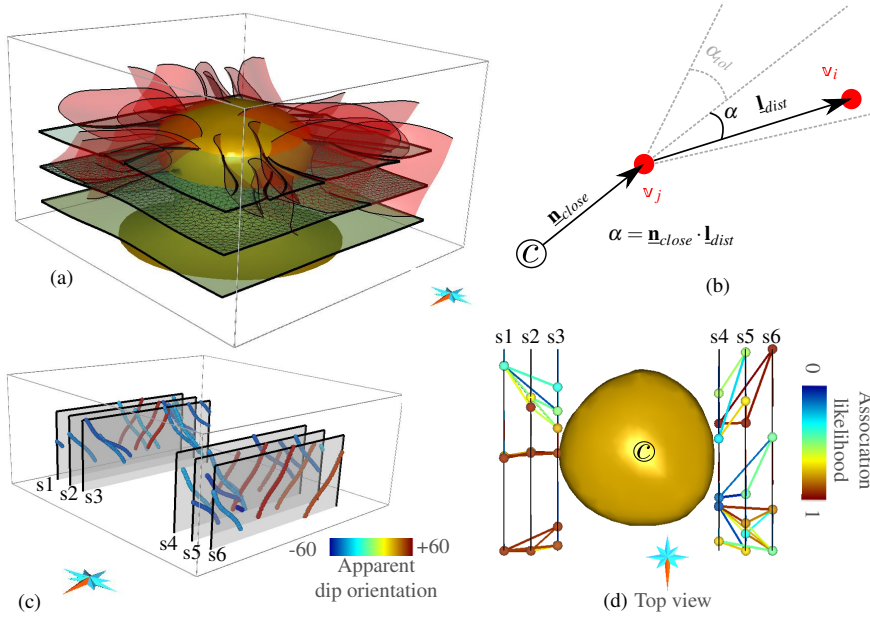 (a)
α_tol
𝕧_i
α
l_dist
n_close
𝕧_j
C
α = n_close · l_dist
(b)
s1
s2
s3
s4
s5
s6
-60
+60
Apparent
dip orientation
(c)
s1 s2 s3
s4 s5 s6
C
0
Association
likelihood
1
(d) Top view